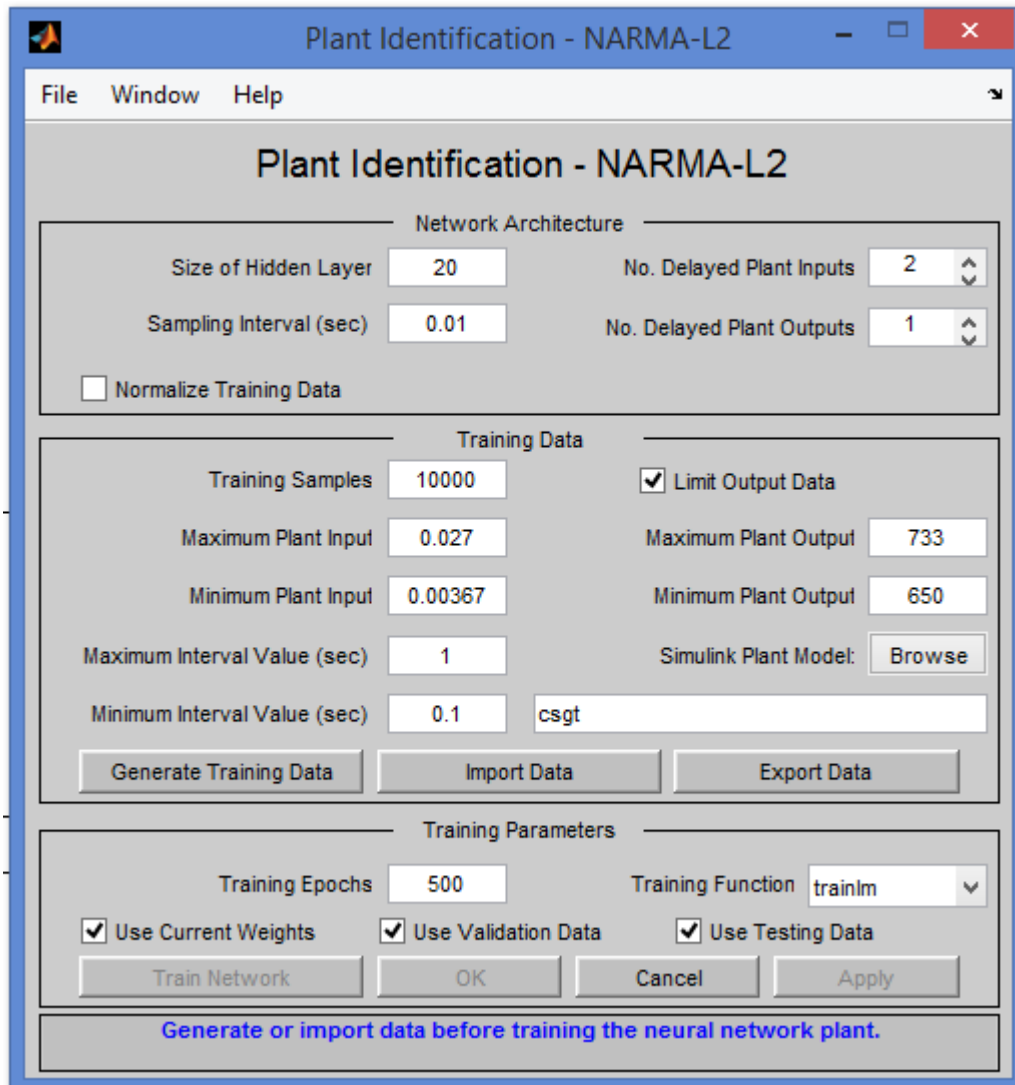 Plant Identification - NARMA-L2
File Window Help
Plant Identification - NARMA-L2
Network Architecture
Size of Hidden Layer 20 No. Delayed Plant Inputs 2
Sampling Interval (sec) 0.01 No. Delayed Plant Outputs 1
Normalize Training Data
Training Data
Training Samples 10000 Limit Output Data
Maximum Plant Input 0.027 Maximum Plant Output 733
Minimum Plant Input 0.00367 Minimum Plant Output 650
Maximum Interval Value (sec) 1 Simulink Plant Model: Browse
Minimum Interval Value (sec) 0.1 csgt
Generate Training Data Import Data Export Data
Training Parameters
Training Epochs 500 Training Function trainlm
Use Current Weights Use Validation Data Use Testing Data
Train Network OK Cancel Apply
Generate or import data before training the neural network plant.